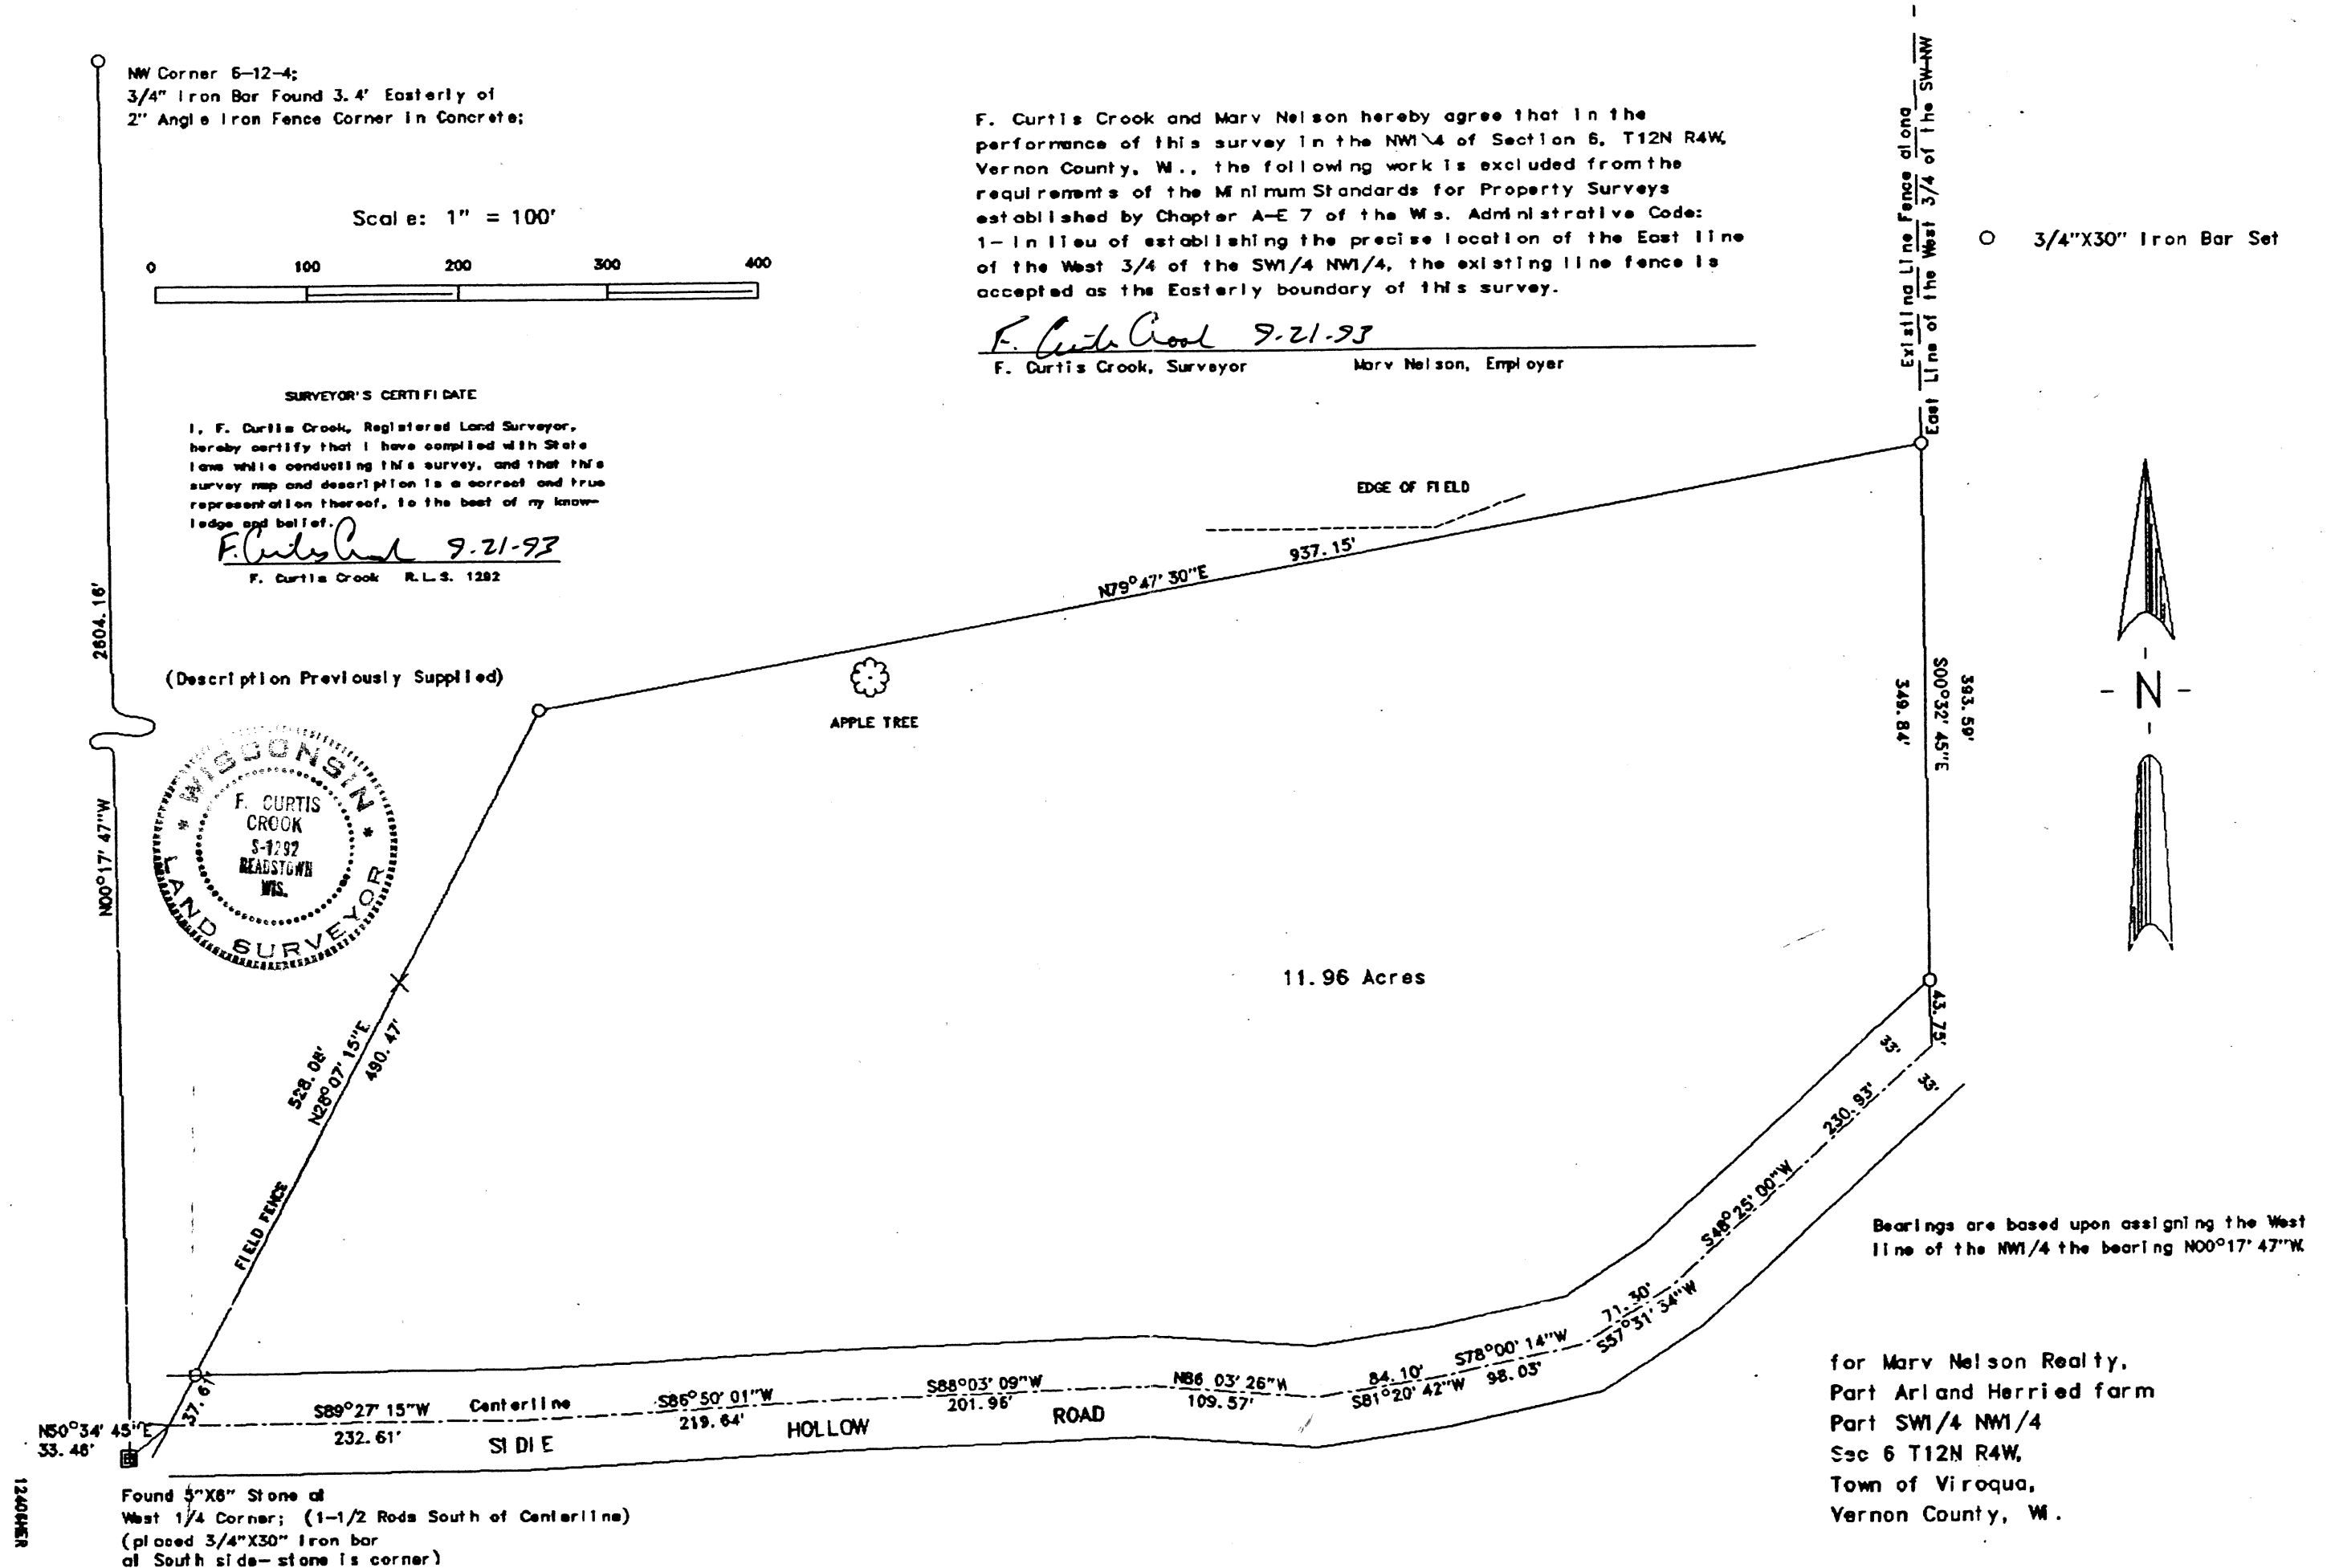 NW Corner 6-12-4;
3/4" Iron Bar Found 3.4' Easterly of
2" Angle Iron Fence Corner in Concrete;
Scale: 1" = 100'
0 100 200 300 400
F. Curtis Crook and Marv Nelson hereby agree that in the
performance of this survey in the NW1\4 of Section 6, T12N R4W,
Vernon County, Wi., the following work is excluded from the
requirements of the Minimum Standards for Property Surveys
established by Chapter A-E 7 of the Wis. Administrative Code:
1- In lieu of establishing the precise location of the East line
of the West 3/4 of the SW1/4 NW1/4, the existing line fence is
accepted as the Easterly boundary of this survey.
F. Curtis Crook 9-21-93
F. Curtis Crook, Surveyor Marv Nelson, Employer
Existing Line Fence along
East Line of the West 3/4 of the SW-NW
3/4"X30" Iron Bar Set
SURVEYOR'S CERTIFICATE
I, F. Curtis Crook, Registered Land Surveyor,
hereby certify that I have complied with State
laws while conducting this survey, and that this
survey map and description is a correct and true
representation thereof, to the best of my know-
ledge and belief.
F. Curtis Crook 9-21-93
F. Curtis Crook R.L.S. 1292
2604.16'
N00°17'47"W
(Description Previously Supplied)
WISCONSIN
F. CURTIS
CROOK
S-1292
READSTOWN
WIS.
LAND SURVEYOR
EDGE OF FIELD
937.15'
N79°47'30"E
APPLE TREE
393.59'
S00°32'45"E
349.84'
N
11.96 Acres
43.75'
33'
33'
528.08'
N28°07'15"E
490.47'
FIELD FENCE
37.61'
230.93'
S48°25'00"W
71.30'
S57°31'34"W
S78°00'14"W
98.03'
84.10'
S81°20'42"W
N86 03'26"W
109.57'
S88°03'09"W
201.96'
S86°50'01"W
219.64'
S89°27'15"W
232.61'
Centerline
SIDIE HOLLOW ROAD
N50°34'45"E
33.46'
Bearings are based upon assigning the West
line of the NW1/4 the bearing N00°17'47"W.
for Marv Nelson Realty,
Part Arland Herried farm
Part SW1/4 NW1/4
Sec 6 T12N R4W,
Town of Viroqua,
Vernon County, Wi.
Found 5"X6" Stone at
West 1/4 Corner; (1-1/2 Rods South of Centerline)
(placed 3/4"X30" Iron bar
at South side- stone is corner)
12406HER